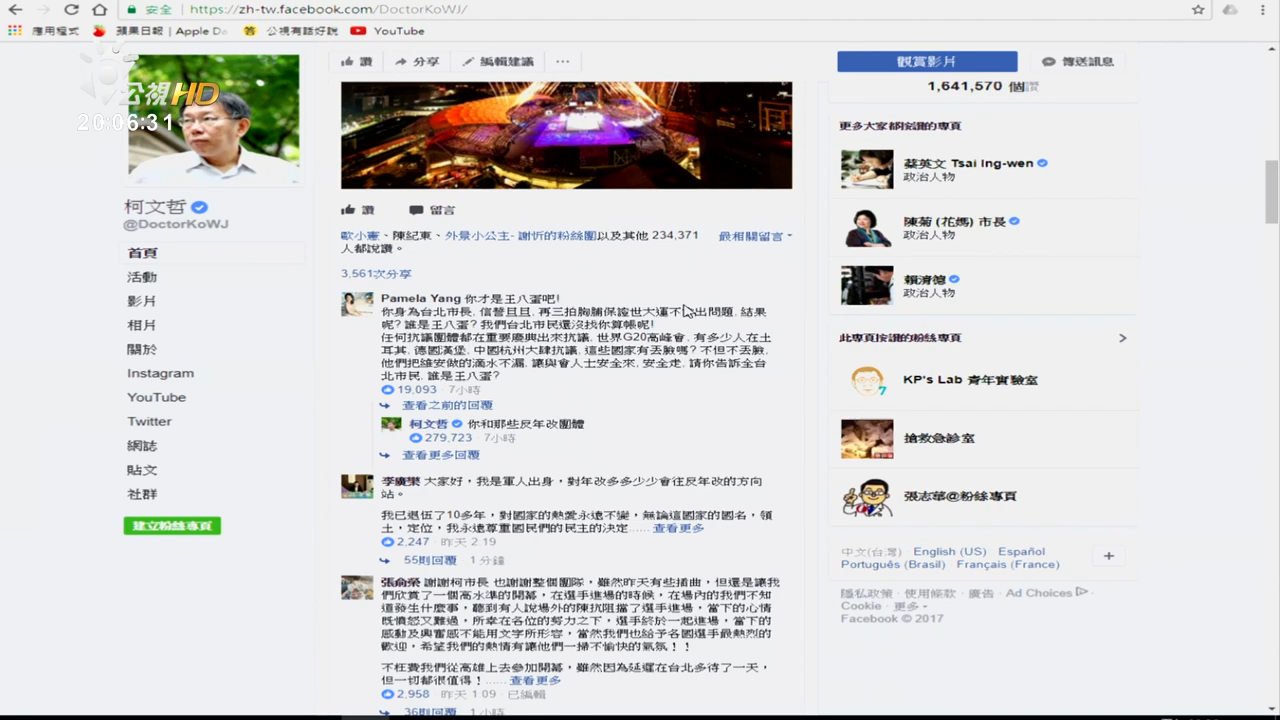 安全 https://zh-tw.facebook.com/DoctorKoWJ/
應用程式 蘋果日報 | Apple Da 公視有話好說 YouTube
公視HD
20:06:31
柯文哲
@DoctorKoWJ
首頁
活動
影片
相片
關於
Instagram
YouTube
Twitter
網誌
貼文
社群
建立粉絲專頁
讚 分享 編輯建議 ...
讚 留言
歐小憲、陳紀東、外景小公主- 謝忻的粉絲團以及其他 234,371 最相關留言
人都說讚。
3,561次分享
Pamela Yang 你才是王八蛋吧!
你身為台北市長, 信誓旦旦, 再三拍胸脯保證世大運不 出問題, 結果
呢? 誰是王八蛋? 我們台北市民還沒找你算帳呢!
任何抗議團體都在重要慶典出來抗議, 世界G20高峰會, 有多少人在土
耳其, 德國漢堡, 中國杭州大肆抗議, 這些國家有丟臉嗎? 不但不丟臉,
他們把維安做的滴水不漏, 讓與會人士安全來, 安全走, 請你告訴全台
北市民, 誰是王八蛋?
19,093 · 7小時
查看之前的回覆
柯文哲 你和那些反年改團體
279,723 · 7小時
查看更多回覆
李廣榮 大家好，我是軍人出身，對年改多多少少會往反年改的方向
站。
我已退伍了10多年，對國家的熱愛永遠不變，無論這國家的國名，領
土，定位，我永遠尊重國民們的民主的決定...... 查看更多
2,247 · 昨天 2:19
55則回覆 · 1 分鐘
張俞榮 謝謝柯市長 也謝謝整個團隊，雖然昨天有些插曲，但還是讓我
們欣賞了一個高水準的開幕，在選手進場的時候，在場內的我們不知
道發生什麼事，聽到有人說場外的陳抗阻擋了選手進場，當下的心情
既憤怒又難過，所幸在各位的努力之下，選手終於一起進場，當下的
感動及興奮感不能用文字所形容，當然我們也給予各國選手最熱烈的
歡迎，希望我們的熱情有讓他們一掃不愉快的氣氛！！
不枉費我們從高雄上去參加開幕，雖然因為延遲在台北多待了一天，
但一切都很值得！...... 查看更多
2,958 · 昨天 1:09 · 已編輯
36則回覆 · 1 小時
觀賞影片 傳送訊息
1,641,570 個讚
更多大家都按讚的專頁
蔡英文 Tsai Ing-wen
政治人物
陳菊 (花媽) 市長
政治人物
賴清德
政治人物
此專頁按讚的粉絲專頁
KP's Lab 青年實驗室
搶救急診室
張志華@粉絲專頁
中文(台灣) · English (US) · Español ·
Português (Brasil) · Français (France)
隱私政策 · 使用條款 · 廣告 · Ad Choices ·
Cookie · 更多
Facebook © 2017